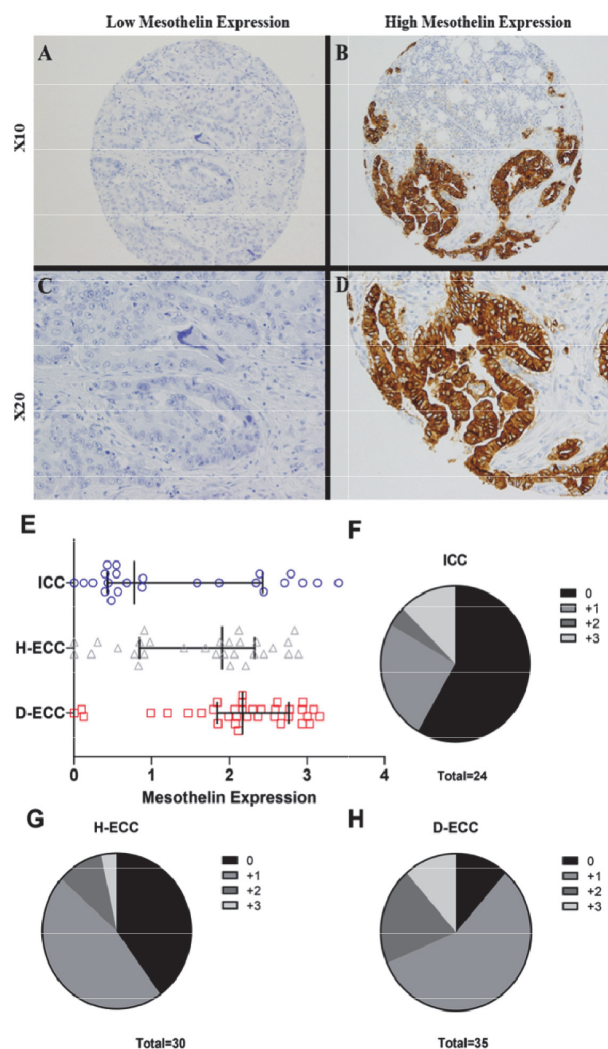 Low Mesothelin Expression High Mesothelin Expression
A B
X10
C D
X20
E
ICC
H-ECC
D-ECC
0 1 2 3 4
Mesothelin Expression
F
ICC
0
+1
+2
+3
Total=24
G
H-ECC
0
+1
+2
+3
Total=30
H
D-ECC
0
+1
+2
+3
Total=35